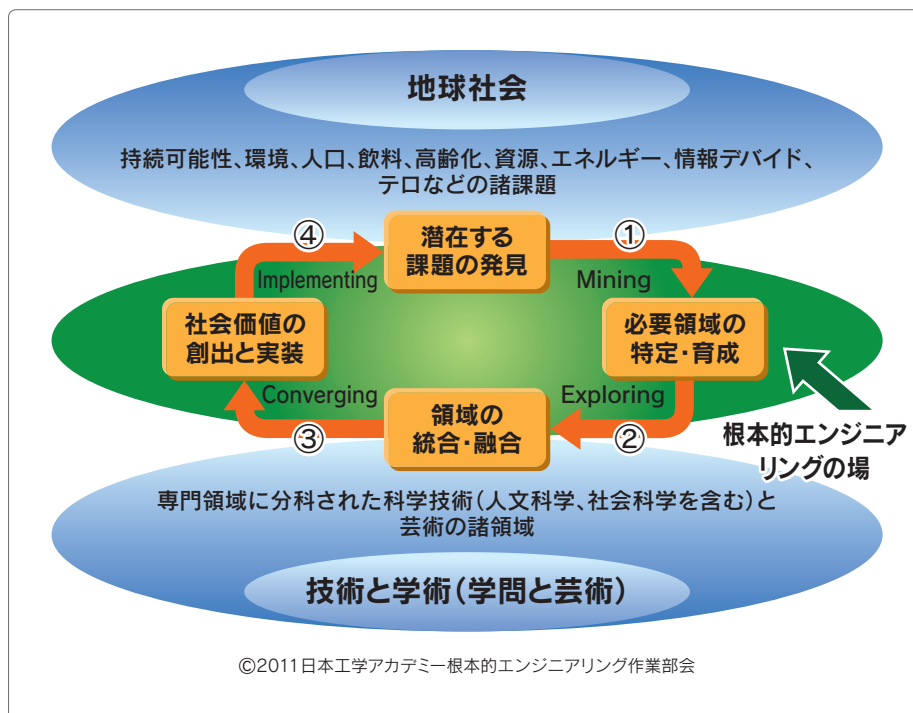 地球社会
持続可能性、環境、人口、飲料、高齢化、資源、エネルギー、情報デバイド、
テロなどの諸課題
④
潜在する
課題の発見
①
Implementing
Mining
社会価値の
創出と実装
必要領域の
特定・育成
Converging
領域の
統合・融合
Exploring
③
②
根本的エンジニア
リングの場
専門領域に分科された科学技術(人文科学、社会科学を含む)と
芸術の諸領域
技術と学術(学問と芸術)
©2011日本工学アカデミー根本的エンジニアリング作業部会